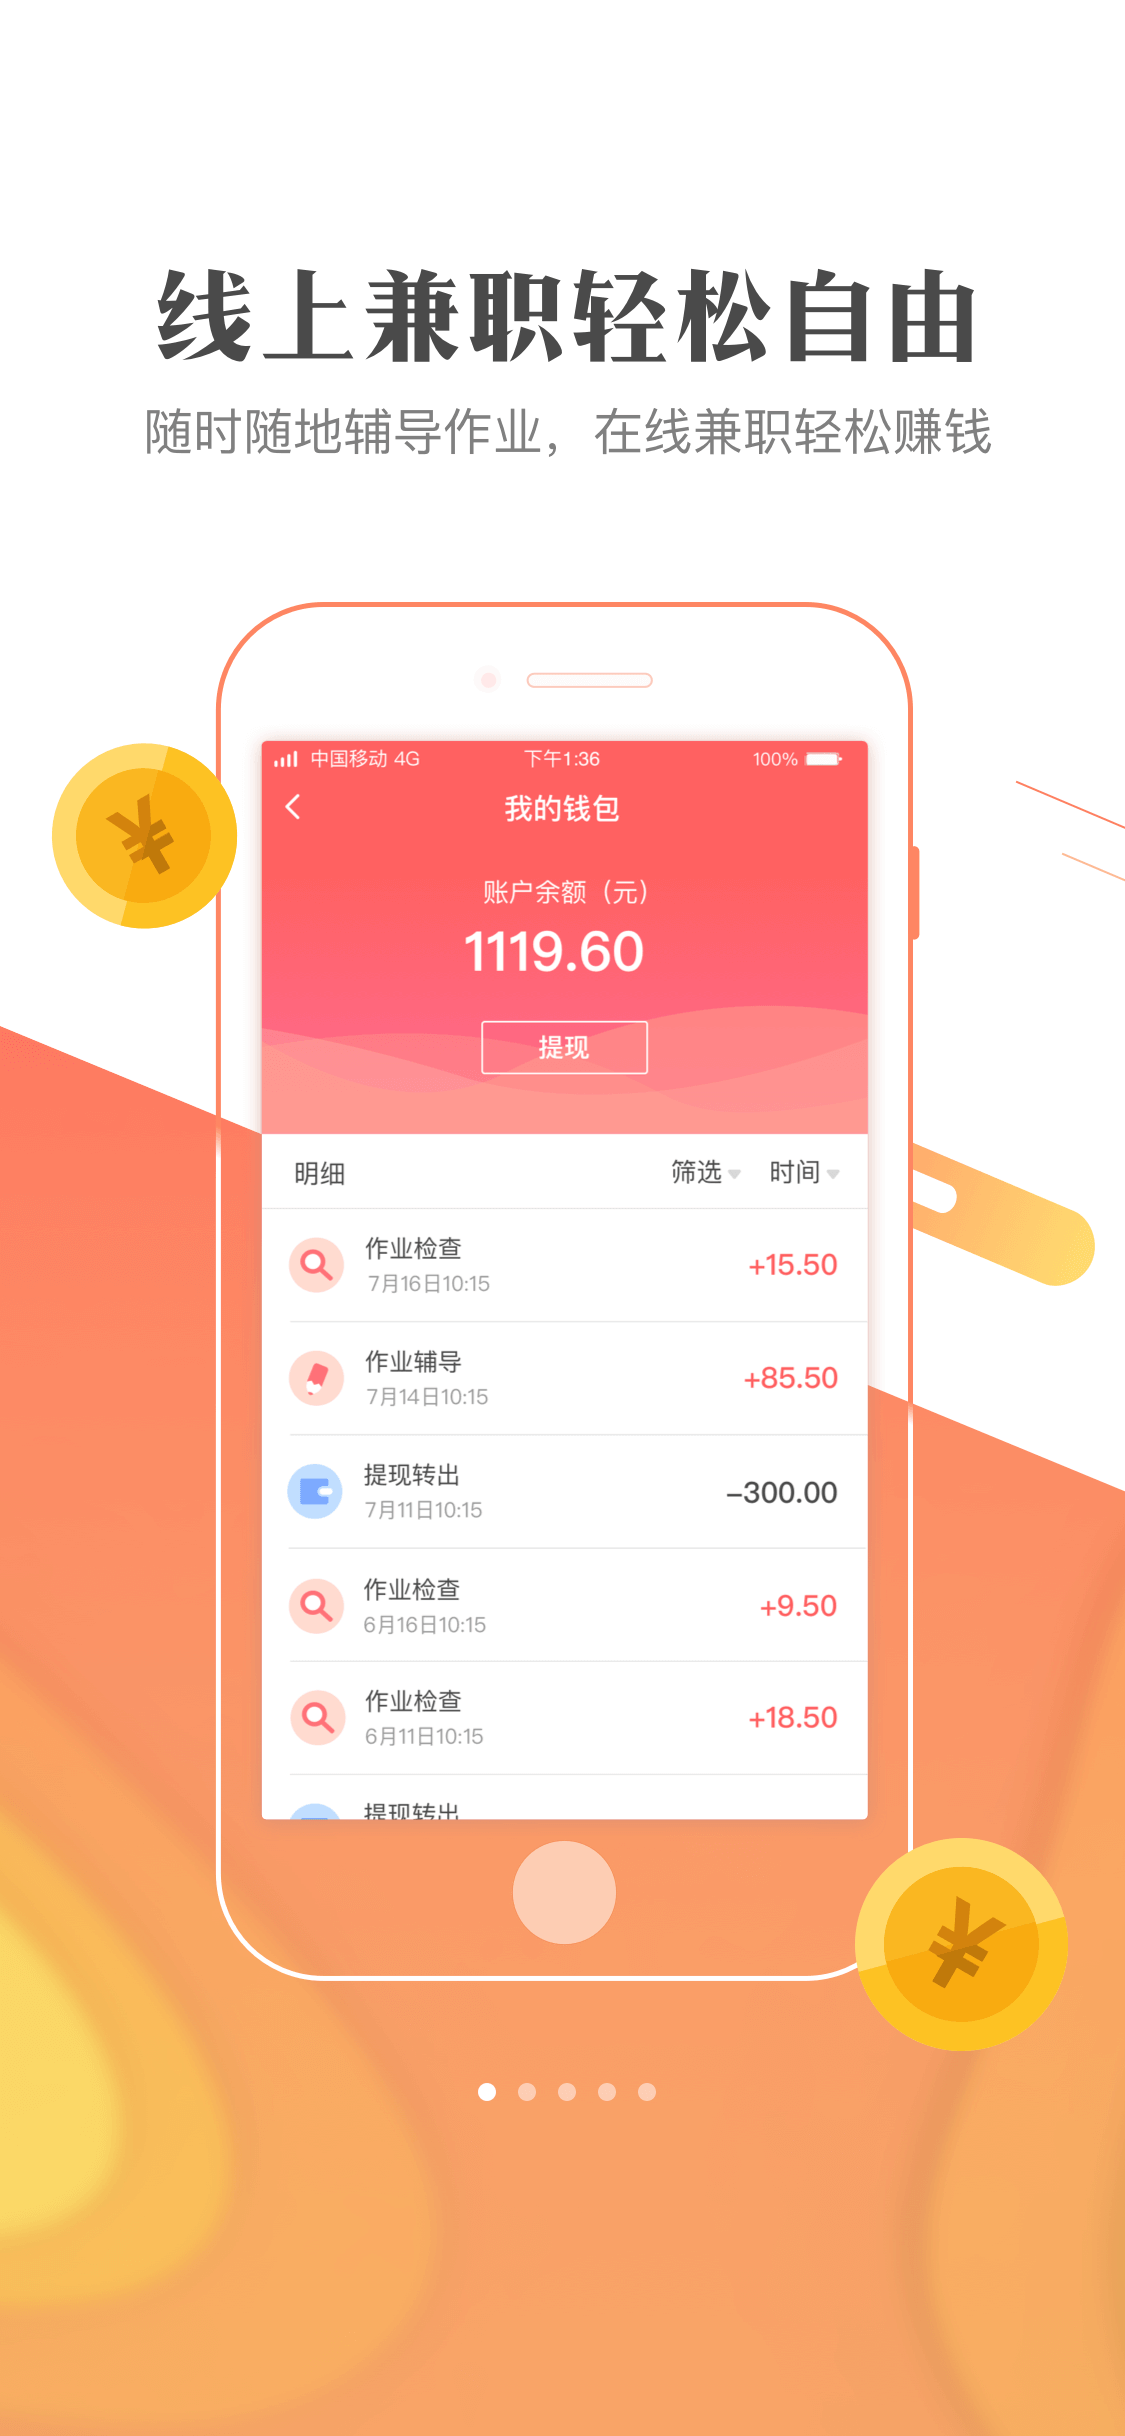 线上兼职轻松自由
随时随地辅导作业，在线兼职轻松赚钱
中国移动 4G 下午1:36 100%
我的钱包
账户余额（元）
1119.60
提现
明细 筛选 时间
作业检查
7月16日10:15
+15.50
作业辅导
7月14日10:15
+85.50
提现转出
7月11日10:15
–300.00
作业检查
6月16日10:15
+9.50
作业检查
6月11日10:15
+18.50
提现转出